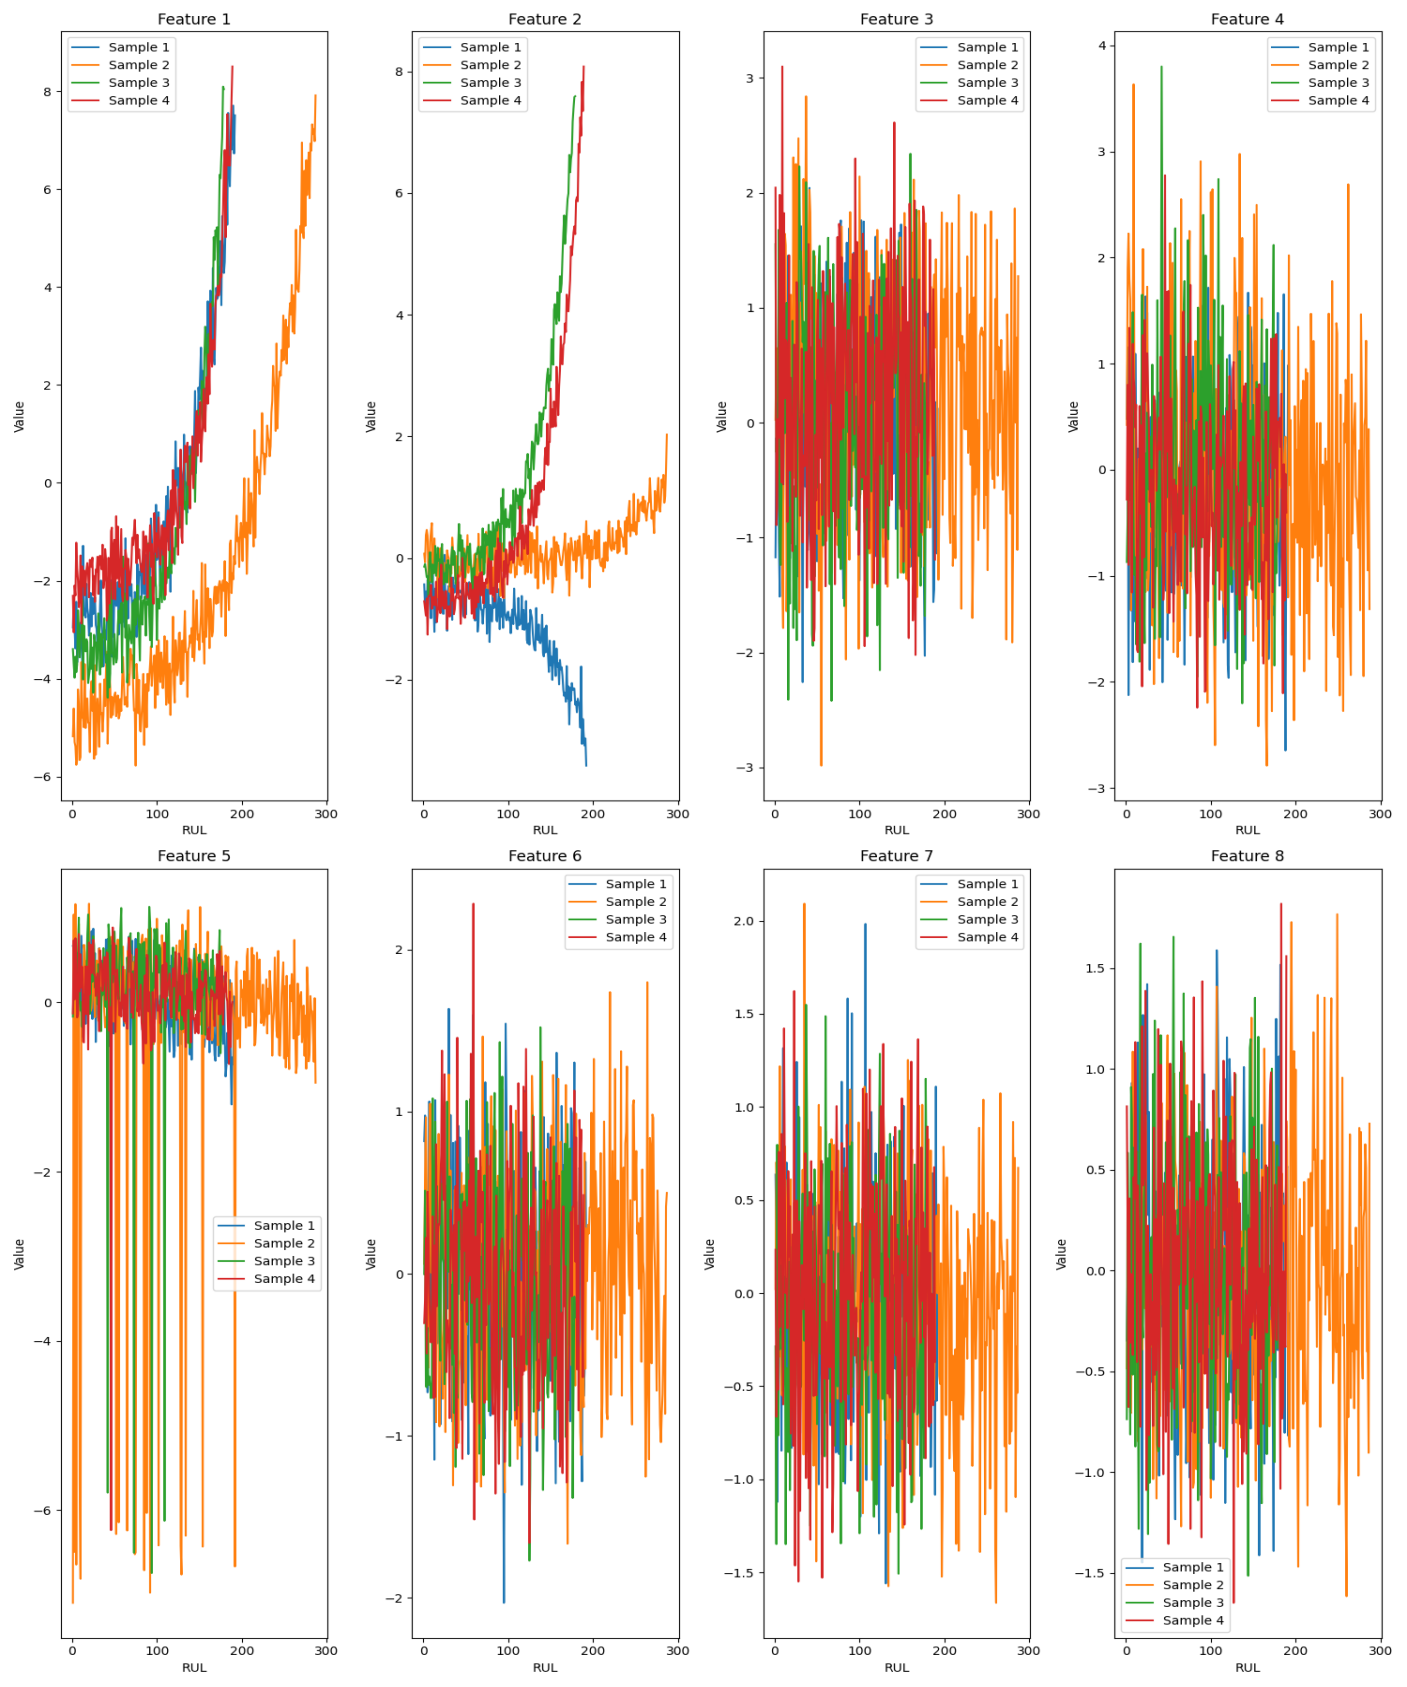 Feature 1
Sample 1
Sample 2
Sample 3
Sample 4
8
6
4
2
0
−2
−4
−6
Value
0 100 200 300
RUL
Feature 2
Sample 1
Sample 2
Sample 3
Sample 4
8
6
4
2
0
−2
Value
0 100 200 300
RUL
Feature 3
Sample 1
Sample 2
Sample 3
Sample 4
3
2
1
0
−1
−2
−3
Value
0 100 200 300
RUL
Feature 4
Sample 1
Sample 2
Sample 3
Sample 4
4
3
2
1
0
−1
−2
−3
Value
0 100 200 300
RUL
Feature 5
0
−2
−4
−6
Sample 1
Sample 2
Sample 3
Sample 4
Value
0 100 200 300
RUL
Feature 6
Sample 1
Sample 2
Sample 3
Sample 4
2
1
0
−1
−2
Value
0 100 200 300
RUL
Feature 7
Sample 1
Sample 2
Sample 3
Sample 4
2.0
1.5
1.0
0.5
0.0
−0.5
−1.0
−1.5
Value
0 100 200 300
RUL
Feature 8
1.5
1.0
0.5
0.0
−0.5
−1.0
−1.5
Value
Sample 1
Sample 2
Sample 3
Sample 4
0 100 200 300
RUL